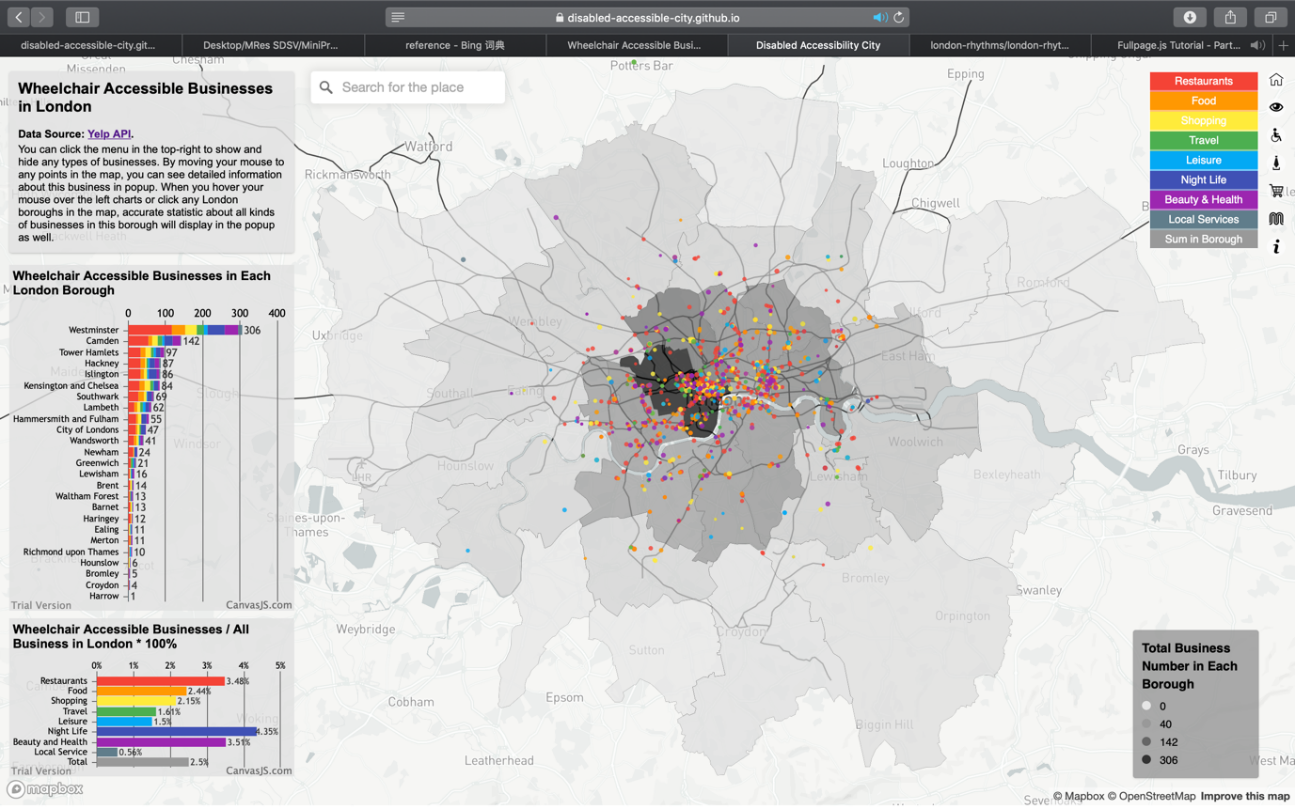 disabled-accessible-city.github.io
disabled-accessible-city.git...
Desktop/MRes SDSV/MiniPr...
reference - Bing 词典
Wheelchair Accessible Busi...
Disabled Accessibility City
london-rhythms/london-rhyt...
Fullpage.js Tutorial - Part...
Wheelchair Accessible Businesses
in London
Data Source: Yelp API.
You can click the menu in the top-right to show and
hide any types of businesses. By moving your mouse to
any points in the map, you can see detailed information
about this business in popup. When you hover your
mouse over the left charts or click any London
boroughs in the map, accurate statistic about all kinds
of businesses in this borough will display in the popup
as well.
Search for the place
Restaurants
Food
Shopping
Travel
Leisure
Night Life
Beauty & Health
Local Services
Sum in Borough
Wheelchair Accessible Businesses in Each
London Borough
0 100 200 300 400
Westminster 306
Camden 142
Tower Hamlets 97
Hackney 87
Islington 86
Kensington and Chelsea 84
Southwark 69
Lambeth 62
Hammersmith and Fulham 55
City of Londons 47
Wandsworth 41
Newham 24
Greenwich 21
Lewisham 16
Brent 14
Waltham Forest 13
Barnet 13
Haringey 12
Ealing 11
Merton 11
Richmond upon Thames 10
Hounslow 6
Bromley 5
Croydon 4
Harrow 1
Trial Version
CanvasJS.com
Wheelchair Accessible Businesses / All
Business in London * 100%
0% 1% 2% 3% 4% 5%
Restaurants 3.48%
Food 2.44%
Shopping 2.15%
Travel 1.61%
Leisure 1.5%
Night Life 4.35%
Beauty and Health 3.51%
Local Service 0.56%
Total 2.5%
Trial Version
CanvasJS.com
mapbox
Chesham
Missenden
Potters Bar
Epping
Watford
Rickmansworth
Loughton
Chigwell
Romford
Ilford
Wembley
Uxbridge
East Ham
Southall
Ealing
Slough
Windsor
Woolwich
Hounslow
LHR
Lewisham
Bexleyheath
Grays
Tilbury
Gravesend
Staines-upon-
Thames
Bromley
Swanley
Orpington
Weybridge
Croydon
Sutton
Cobham
Epsom
Woking
Biggin Hill
Leatherhead
Sevenoaks
West Ma
Total Business
Number in Each
Borough
0
40
142
306
© Mapbox © OpenStreetMap Improve this map